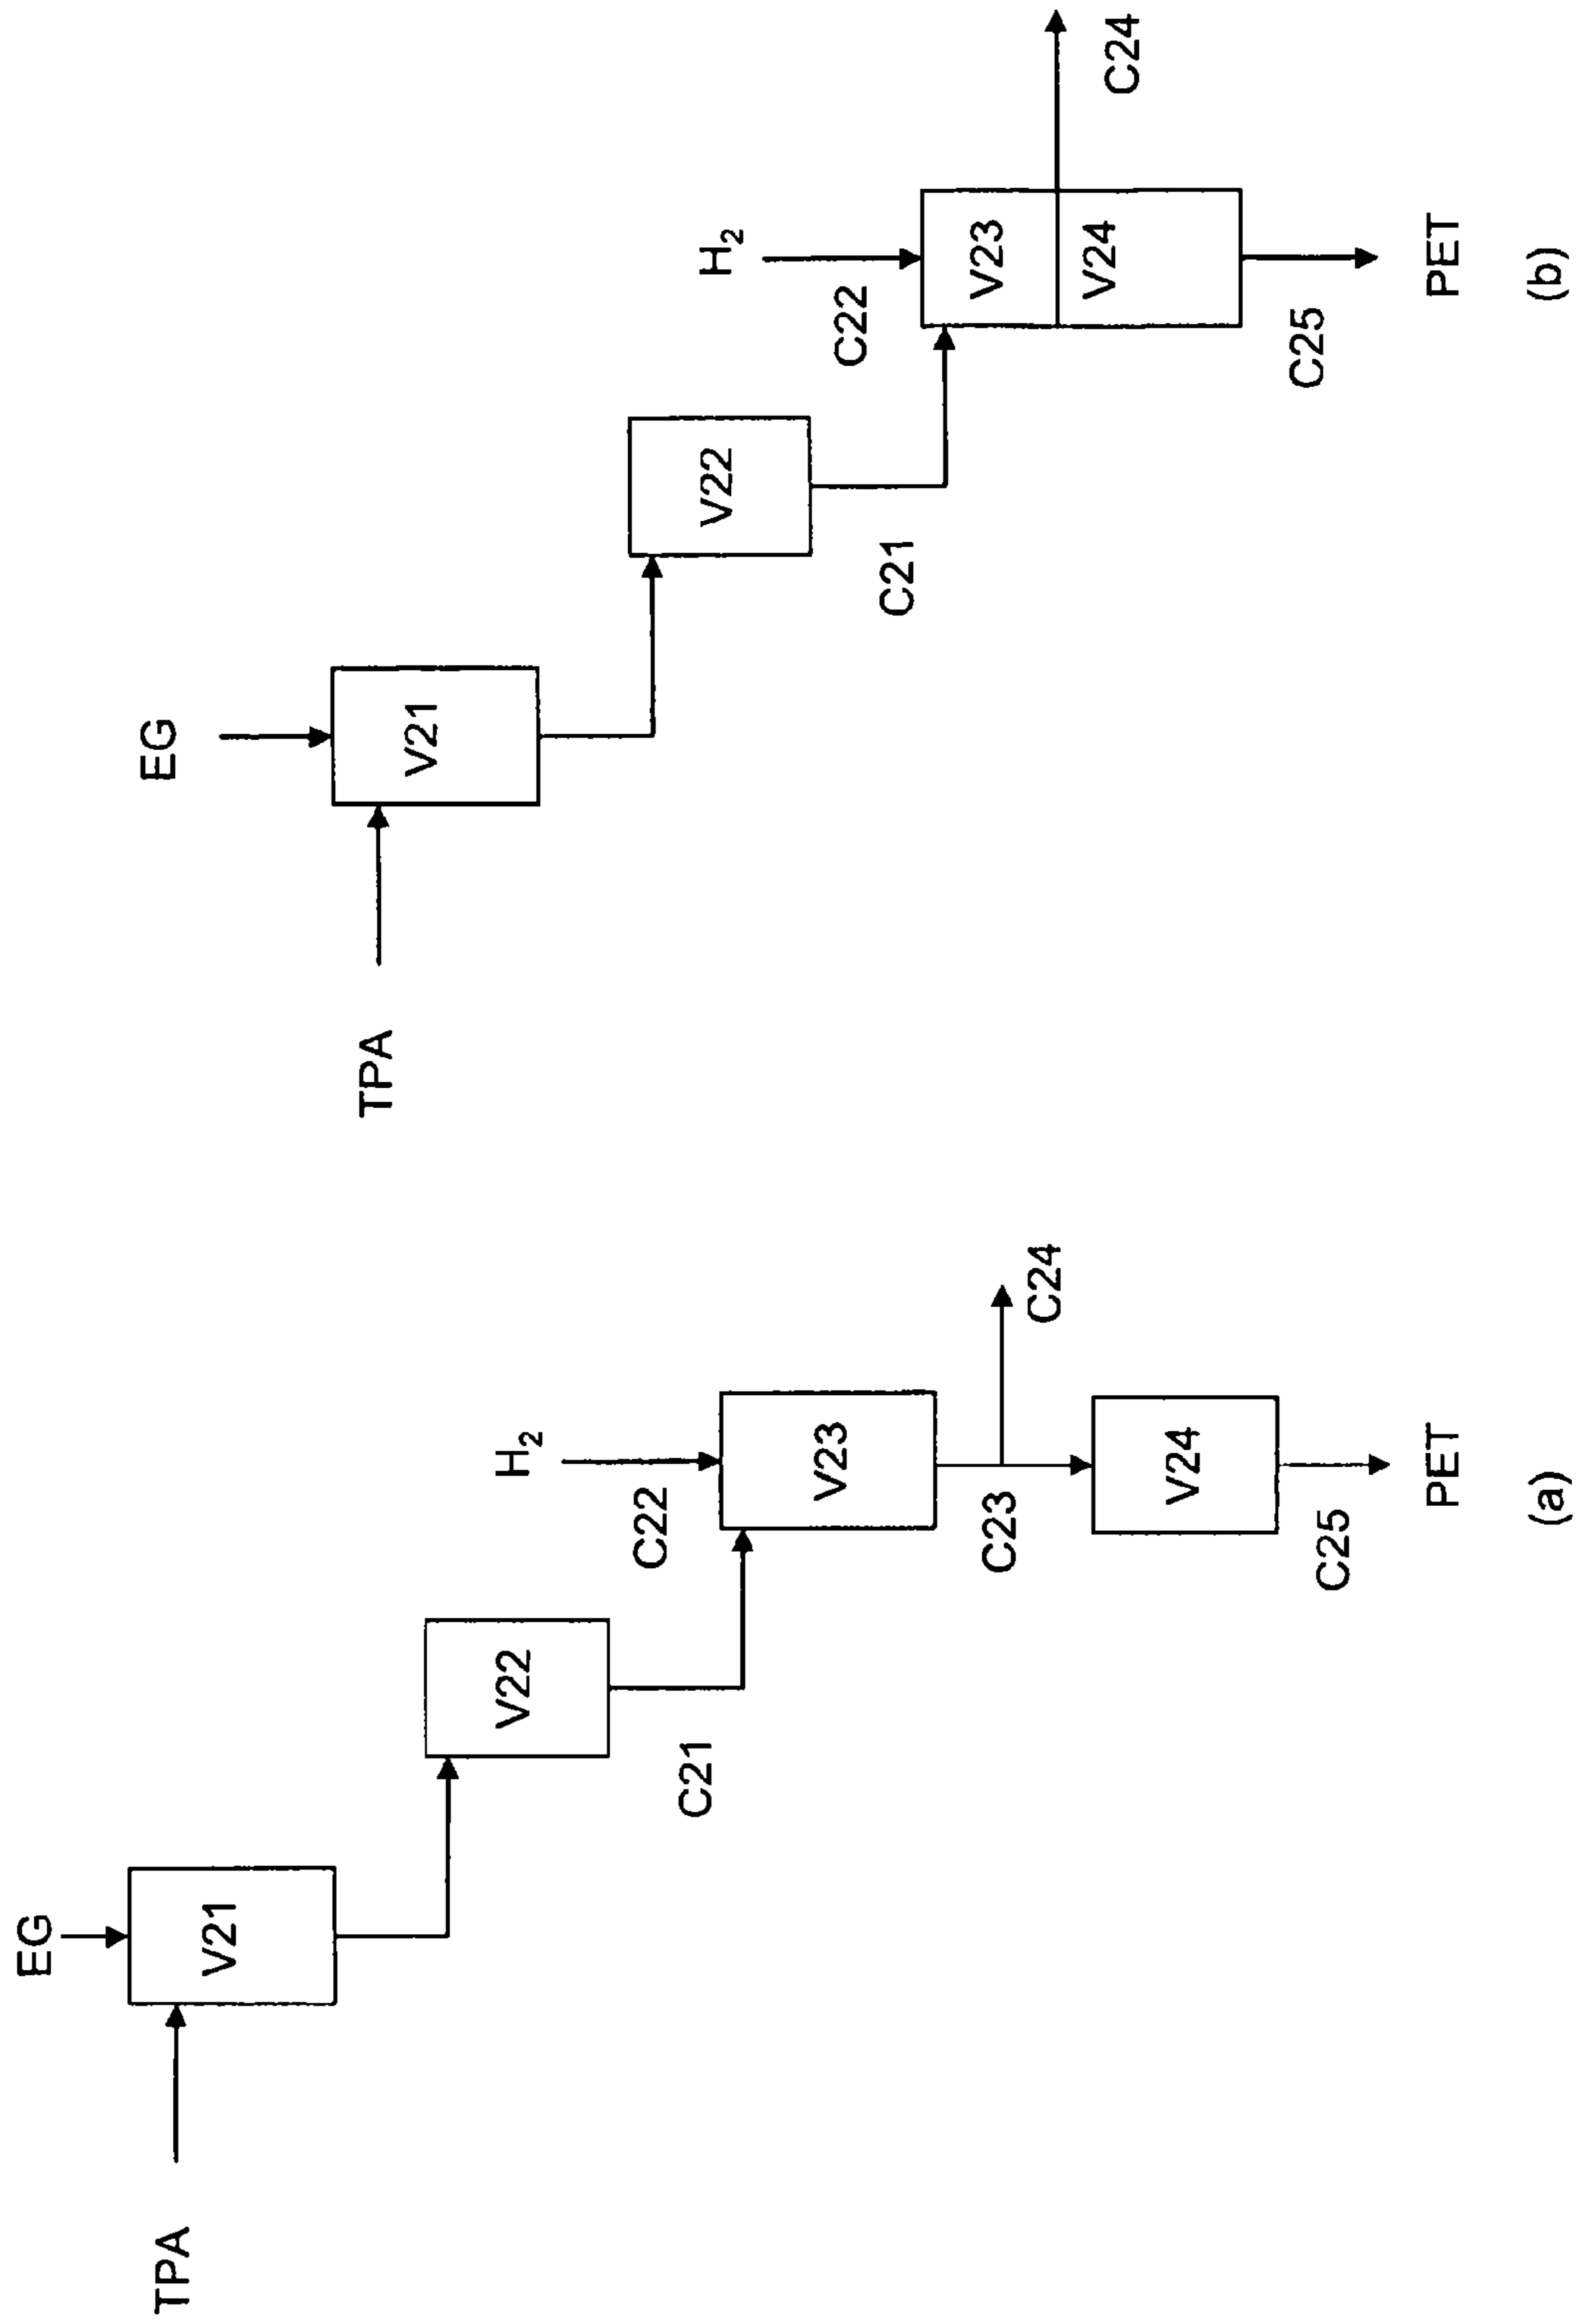 EG
TPA
V21
V22
C21
H₂
C22
V23
C23
C24
V24
C25
PET
(a)
EG
TPA
V21
V22
C21
H₂
C22
V23
C24
V24
C25
PET
(b)